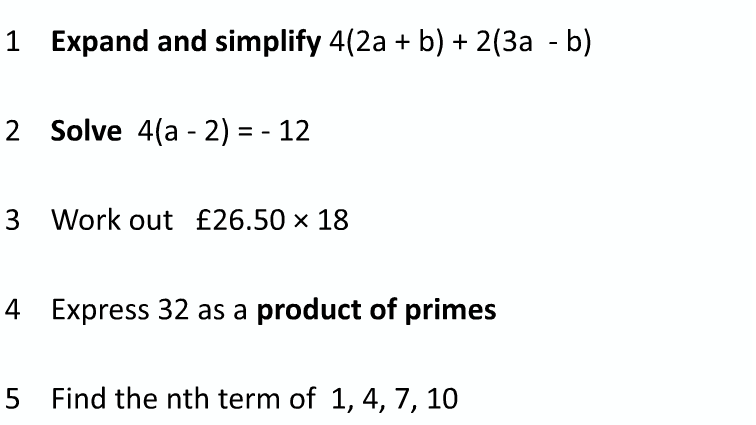 1 Expand and simplify 4(2a + b) + 2(3a - b)
2 Solve 4(a - 2) = - 12
3 Work out £26.50 × 18
4 Express 32 as a product of primes
5 Find the nth term of 1, 4, 7, 10